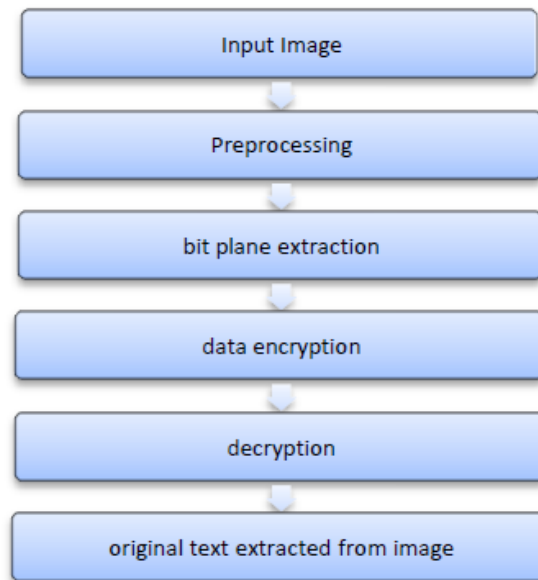 Input Image
Preprocessing
bit plane extraction
data encryption
decryption
original text extracted from image